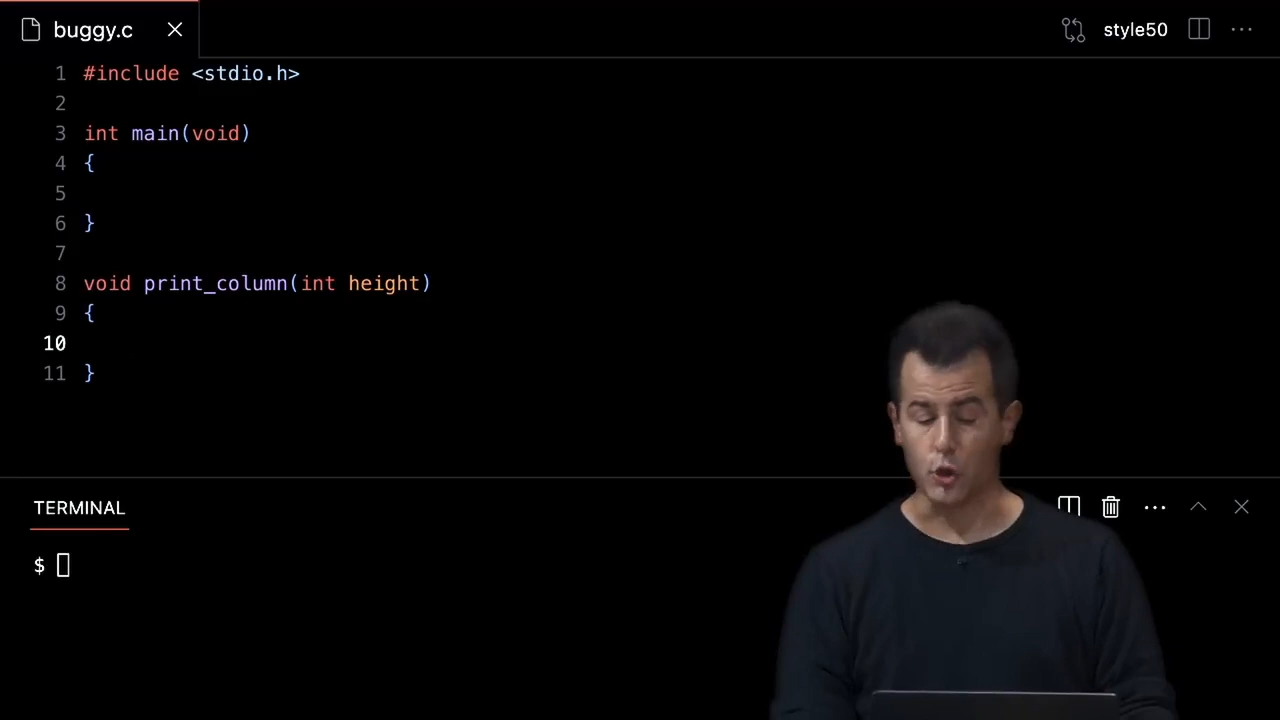 buggy.c
style50
1 #include <stdio.h>
2
3 int main(void)
4 {
5
6 }
7
8 void print_column(int height)
9 {
10
11 }
TERMINAL
$